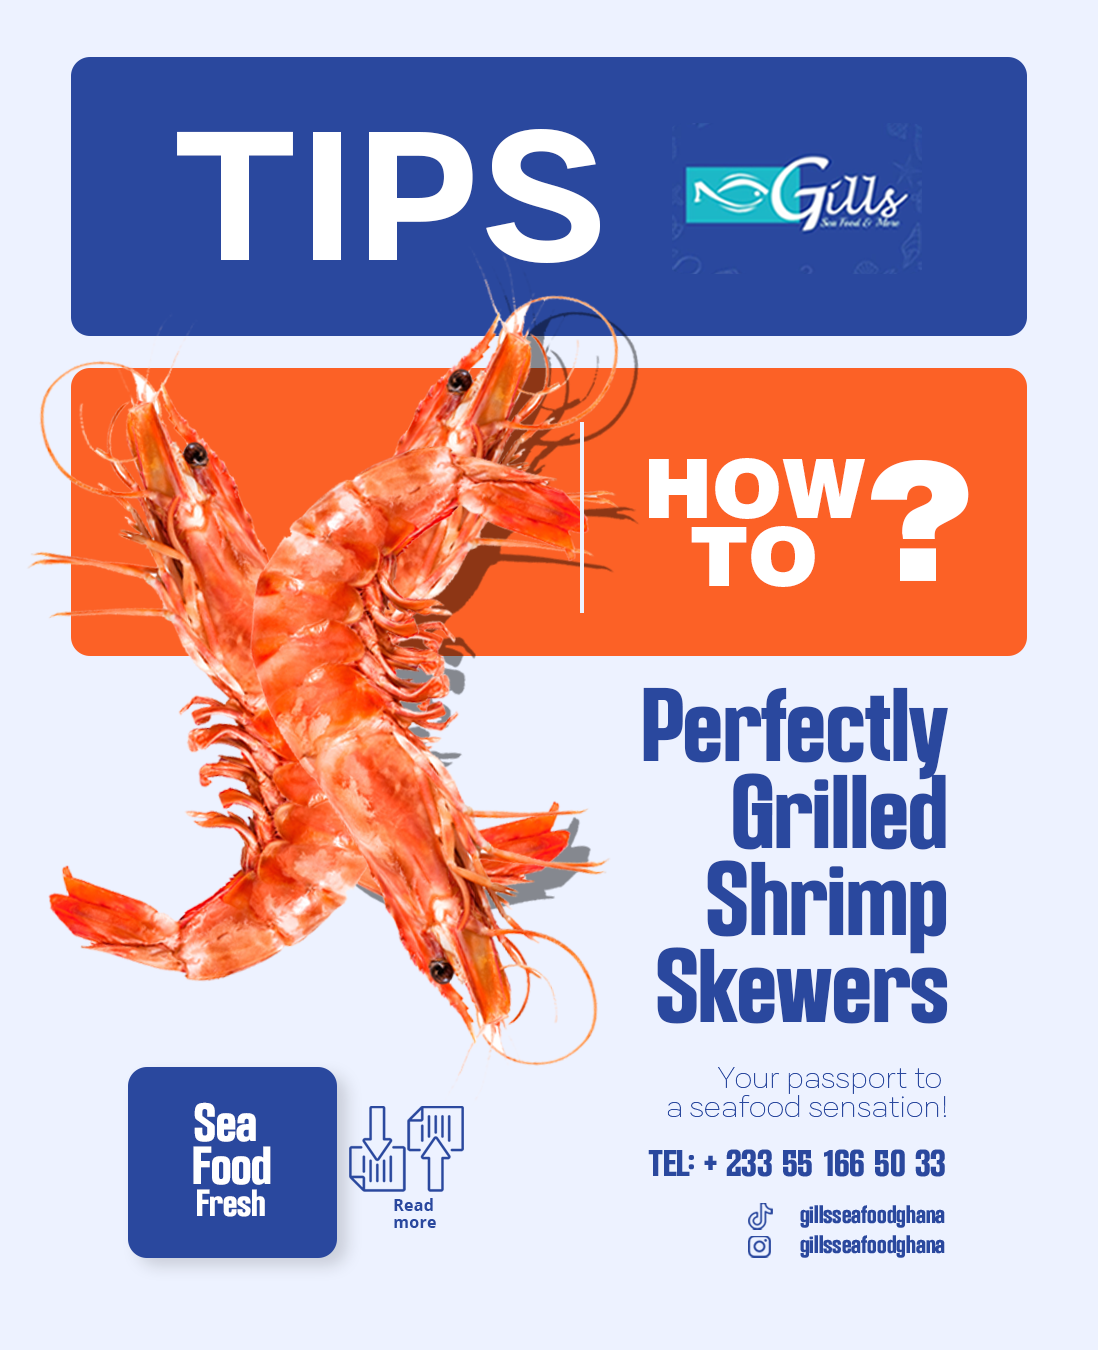 TIPS
Gills
Sea Food & More
HOW
TO ?
Perfectly
Grilled
Shrimp
Skewers
Your passport to
a seafood sensation!
TEL: + 233 55 166 50 33
gillsseafoodghana
gillsseafoodghana
Sea
Food
Fresh
Read
more